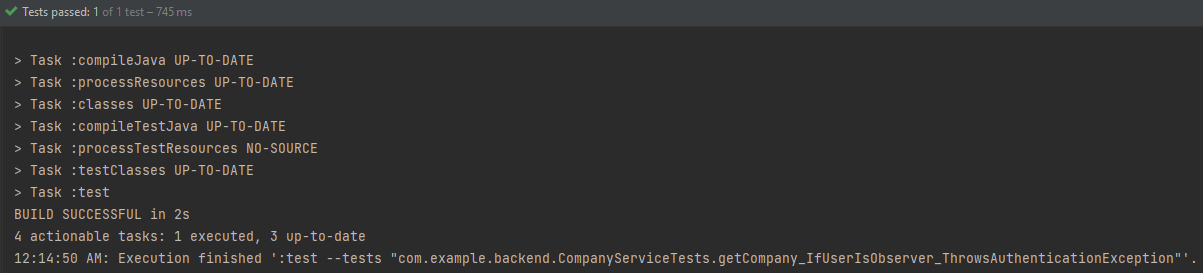 Tests passed: 1 of 1 test – 745 ms
> Task :compileJava UP-TO-DATE
> Task :processResources UP-TO-DATE
> Task :classes UP-TO-DATE
> Task :compileTestJava UP-TO-DATE
> Task :processTestResources NO-SOURCE
> Task :testClasses UP-TO-DATE
> Task :test
BUILD SUCCESSFUL in 2s
4 actionable tasks: 1 executed, 3 up-to-date
12:14:50 AM: Execution finished ':test --tests "com.example.backend.CompanyServiceTests.getCompany_IfUserIsObserver_ThrowsAuthenticationException"'.